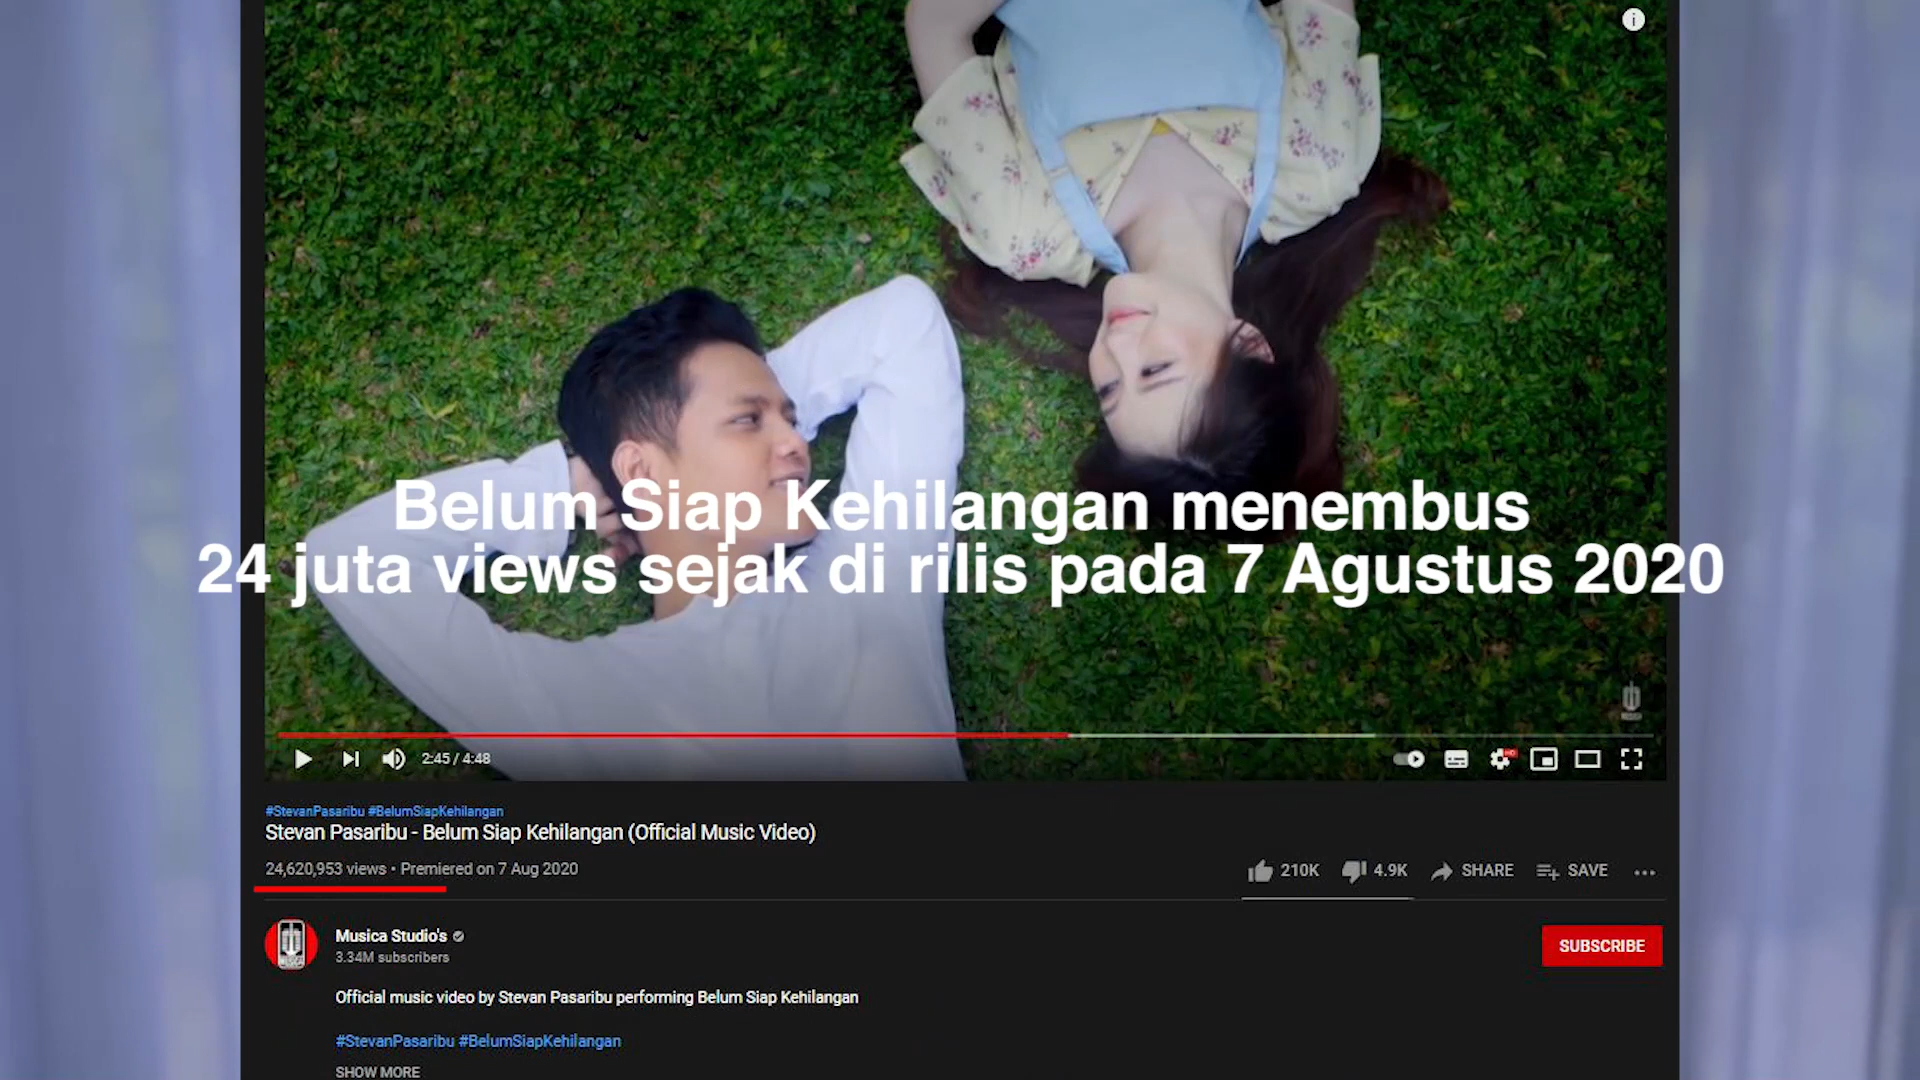 Belum Siap Kehilangan menembus
24 juta views sejak di rilis pada 7 Agustus 2020
2:45 / 4:48
#StevanPasaribu #BelumSiapKehilangan
Stevan Pasaribu - Belum Siap Kehilangan (Official Music Video)
24,620,953 views • Premiered on 7 Aug 2020
210K
4.9K
SHARE
SAVE
Musica Studio's
3.34M subscribers
SUBSCRIBE
Official music video by Stevan Pasaribu performing Belum Siap Kehilangan
#StevanPasaribu #BelumSiapKehilangan
SHOW MORE